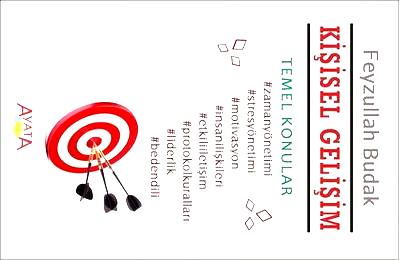 Feyzullah Budak
KİŞİSEL GELİŞİM
TEMEL KONULAR
#zamanyönetimi
#stresyönetimi
#motivasyon
#insanilişkileri
#etkiliiletişim
#protokolkuralları
#liderlik
#bedendili
AYATA